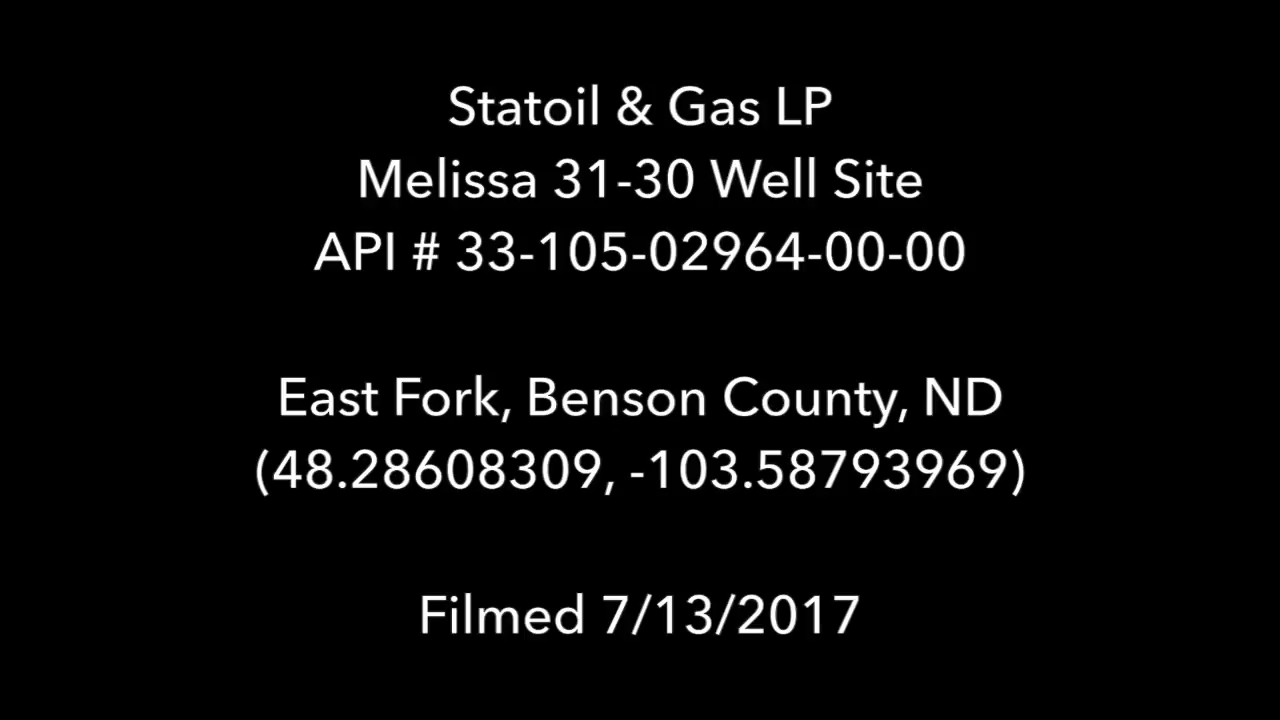 Statoil & Gas LP
Melissa 31-30 Well Site
API # 33-105-02964-00-00
East Fork, Benson County, ND
(48.28608309, -103.58793969)
Filmed 7/13/2017